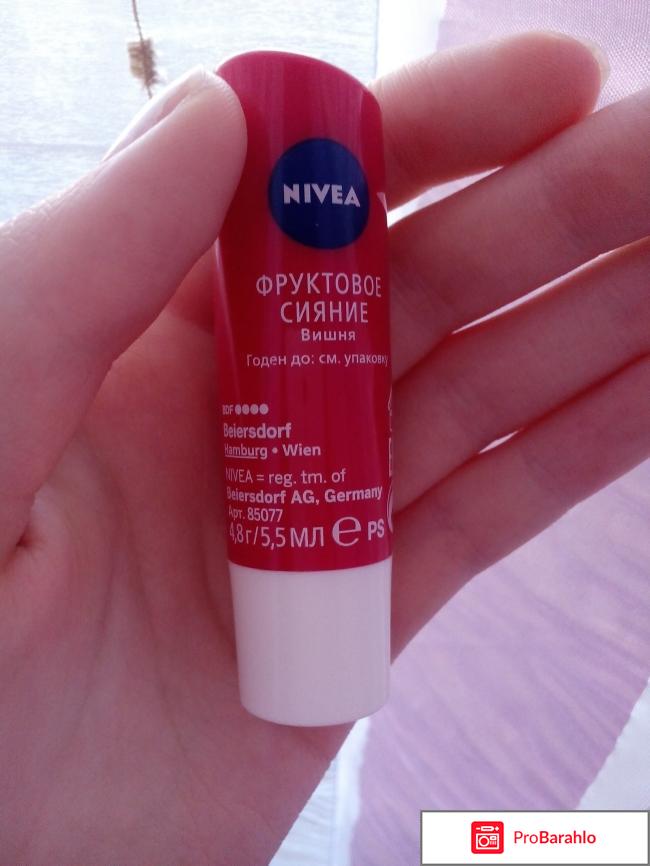 NIVEA
ФРУКТОВОЕ
СИЯНИЕ
Вишня
Годен до: см. упаковку
BDF
Beiersdorf
Hamburg • Wien
NIVEA = reg. tm. of
Beiersdorf AG, Germany
Арт. 85077
4,8г/5,5МЛ e PS
ProBarahlo